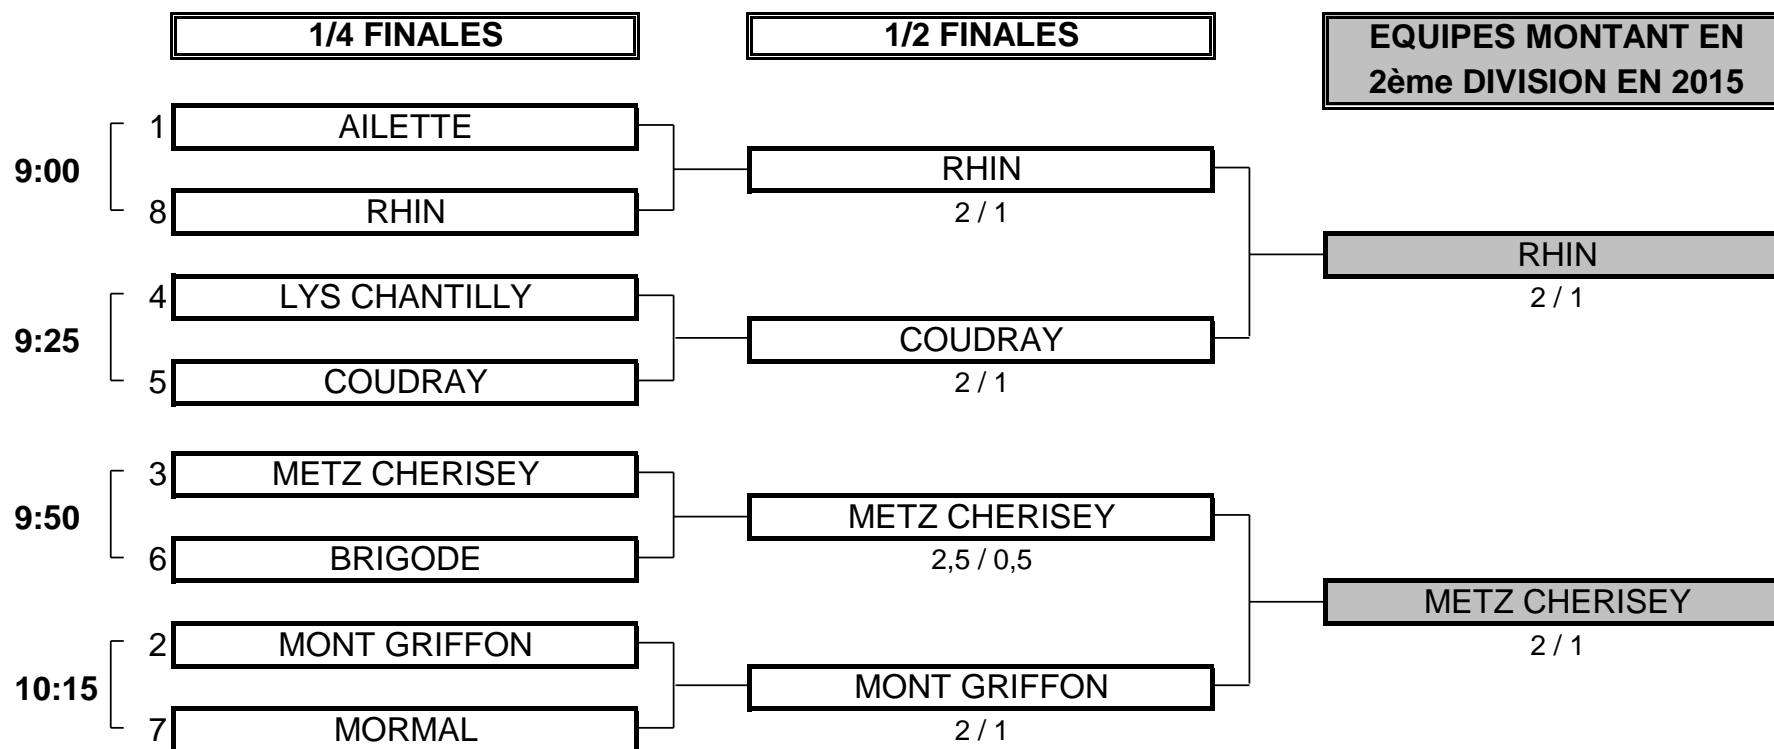 1/4 FINALES
1/2 FINALES
EQUIPES MONTANT EN
2ème DIVISION EN 2015
9:00
1 AILETTE
8 RHIN
RHIN
2 / 1
9:25
4 LYS CHANTILLY
5 COUDRAY
COUDRAY
2 / 1
RHIN
2 / 1
9:50
3 METZ CHERISEY
6 BRIGODE
METZ CHERISEY
2,5 / 0,5
10:15
2 MONT GRIFFON
7 MORMAL
MONT GRIFFON
2 / 1
METZ CHERISEY
2 / 1